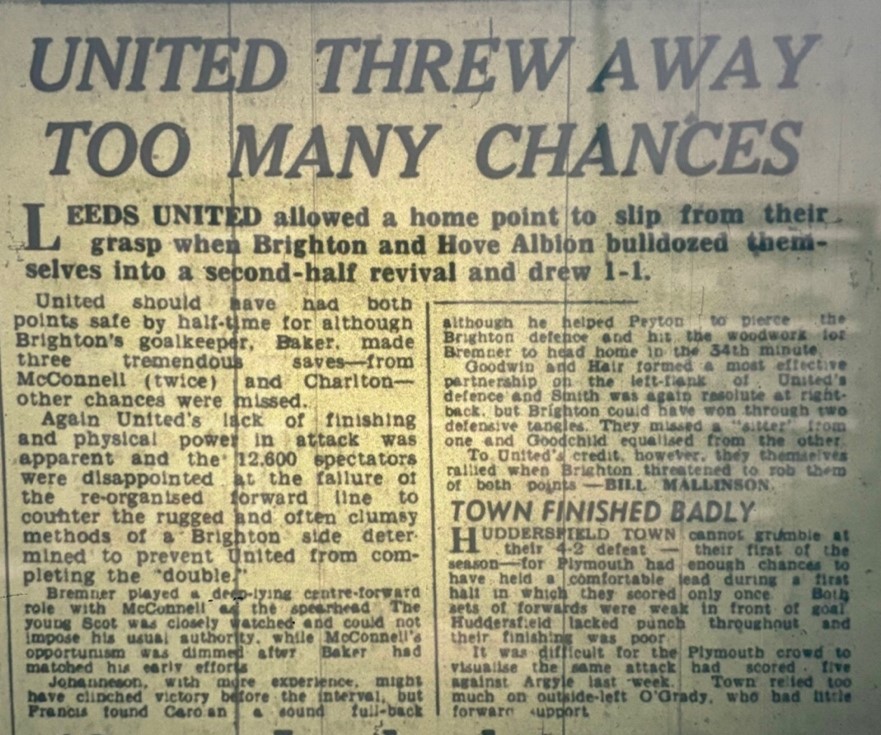 UNITED THREW AWAY
TOO MANY CHANCES
LEEDS UNITED allowed a home point to slip from their
grasp when Brighton and Hove Albion bulldozed them-
selves into a second-half revival and drew 1-1.
United should have had both
points safe by half-time for although
Brighton's goalkeeper, Baker, made
three tremendous saves—from
McConnell (twice) and Charlton—
other chances were missed.
Again United's lack of finishing
and physical power in attack was
apparent and the 12,600 spectators
were disappointed at the failure of
the re-organised forward line to
counter the rugged and often clumsy
methods of a Brighton side deter-
mined to prevent United from com-
pleting the "double."
Bremner played a deep-lying centre-forward
role with McConnell as the spearhead The
young Scot was closely watched and could not
impose his usual authority, while McConnell's
opportunism was dimmed after Baker had
matched his early efforts
Johanneson, with more experience, might
have clinched victory before the interval, but
Francis found Carolan a sound full-back
although he helped Peyton to pierce the
Brighton defence and hit the woodwork for
Bremner to head home in the 34th minute
Goodwin and Hair formed a most effective
partnership on the left-flank of United's
defence and Smith was again resolute at right-
back, but Brighton could have won through two
defensive tangles. They missed a "sitter" from
one and Goodchild equalised from the other.
To United's credit, however, they themselves
rallied when Brighton threatened to rob them
of both points —BILL MALLINSON.
TOWN FINISHED BADLY
HUDDERSFIELD TOWN cannot grumble at
their 4-2 defeat — their first of the
season—for Plymouth had enough chances to
have held a comfortable lead during a first
half in which they scored only once Both
sets of forwards were weak in front of goal
Huddersfield lacked punch throughout and
their finishing was poor
It was difficult for the Plymouth crowd to
visualise the same attack had scored five
against Argyle last week. Town relied too
much on outside-left O'Grady, who had little
forward support